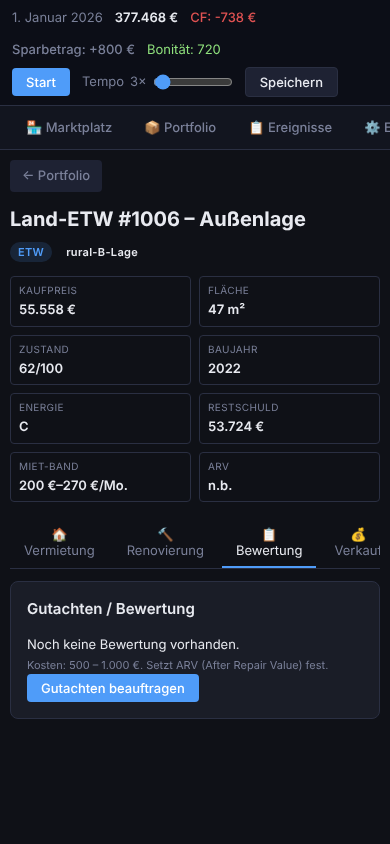 1. Januar 2026 377.468 € CF: -738 €
Sparbetrag: +800 € Bonität: 720
Start Tempo 3× Speichern
🏪 Marktplatz 📦 Portfolio 📋 Ereignisse ⚙️
← Portfolio
Land-ETW #1006 – Außenlage
ETW rural-B-Lage
KAUFPREIS FLÄCHE
55.558 € 47 m²
ZUSTAND BAUJAHR
62/100 2022
ENERGIE RESTSCHULD
C 53.724 €
MIET-BAND ARV
200 €–270 €/Mo. n.b.
🏠 🔨 📋 💰
Vermietung Renovierung Bewertung Verkauf
Gutachten / Bewertung
Noch keine Bewertung vorhanden.
Kosten: 500 – 1.000 €. Setzt ARV (After Repair Value) fest.
Gutachten beauftragen